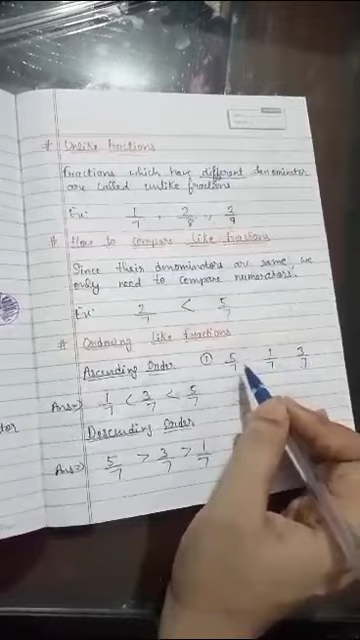 # Unlike fractions
Fractions which have different denominator
are called unlike fractions
Ex: 1/7 , 2/8 , 2/9
# How to compare like fractions
Since their denominators are same we
only need to compare numerators.
Ex: 2/7 < 5/7
# Ordering like fractions
Ascending Order ① 5/7 1/7 3/7
Ans=) 1/7 < 3/7 < 5/7
Descending Order
Ans=) 5/7 > 3/7 > 1/7